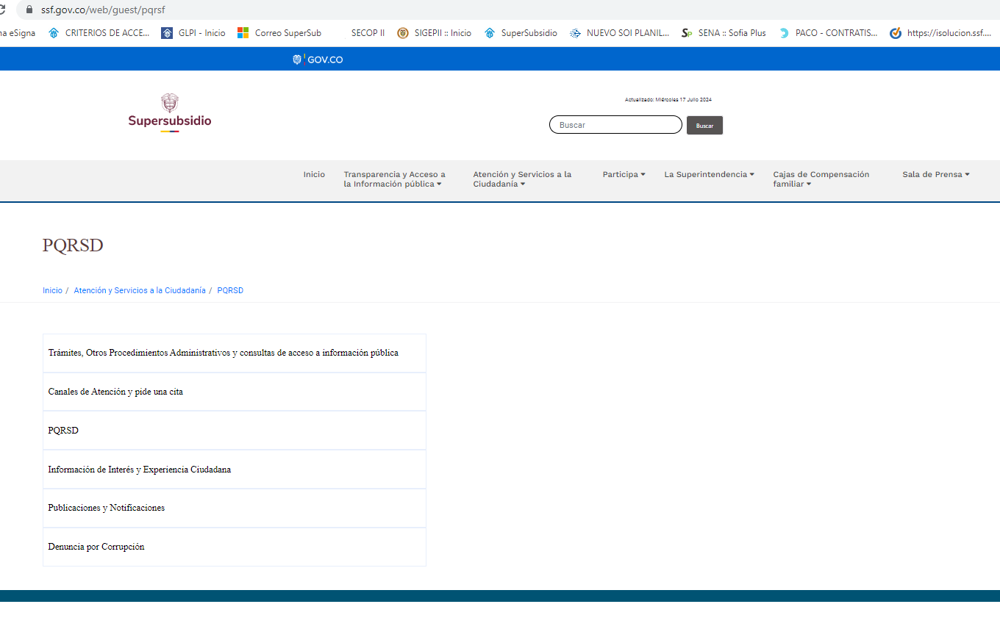 ssf.gov.co/web/guest/pqrsf
na eSigna CRITERIOS DE ACCE... GLPI - Inicio Correo SuperSub SECOP II SIGEPII :: Inicio SuperSubsidio NUEVO SOI PLANIL... Sp SENA :: Sofia Plus PACO - CONTRATIS... https://isolucion.ssf....
GOV.CO
Actualizado: Miércoles 17 Julio 2024
Supersubsidio
Buscar Buscar
Inicio Transparencia y Acceso a la Información pública Atención y Servicios a la Ciudadanía Participa La Superintendencia Cajas de Compensación familiar Sala de Prensa
PQRSD
Inicio / Atención y Servicios a la Ciudadanía / PQRSD
Trámites, Otros Procedimientos Administrativos y consultas de acceso a información pública
Canales de Atención y pide una cita
PQRSD
Información de Interés y Experiencia Ciudadana
Publicaciones y Notificaciones
Denuncia por Corrupción